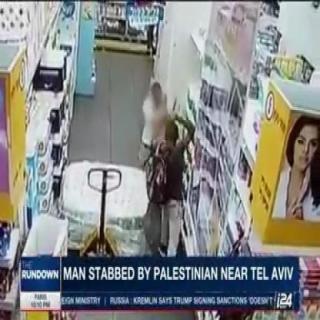 THE
RUNDOWN
MAN STABBED BY PALESTINIAN NEAR TEL AVIV
PARIS
10:10 PM
EIGN MINISTRY / RUSSIA : KREMLIN SAYS TRUMP SIGNING SANCTIONS 'DOESN'T
i24